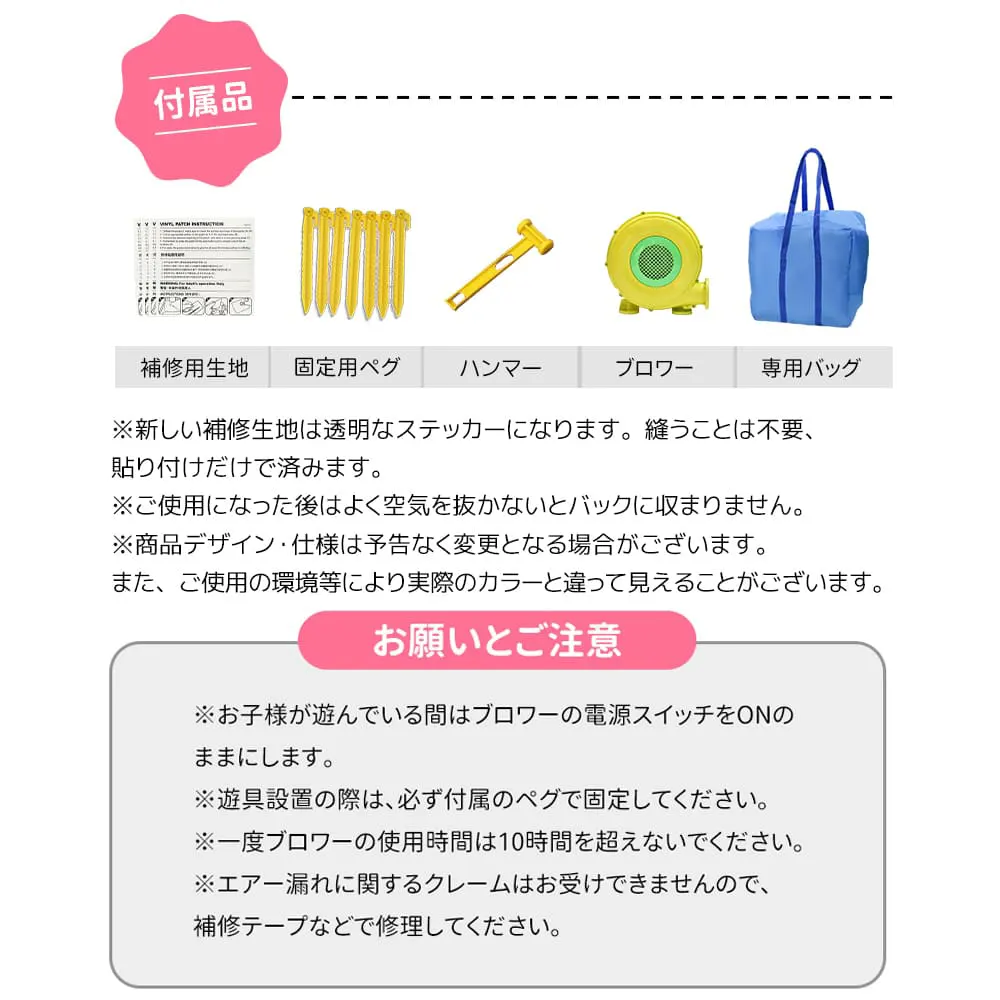 付属品
VINYL PATCH INSTRUCTION
補修用生地
固定用ペグ
ハンマー
ブロワー
専用バッグ
※新しい補修生地は透明なステッカーになります。縫うことは不要、
貼り付けだけで済みます。
※ご使用になった後はよく空気を抜かないとバックに収まりません。
※商品デザイン・仕様は予告なく変更となる場合がございます。
また、ご使用の環境等により実際のカラーと違って見えることがございます。
お願いとご注意
※お子様が遊んでいる間はブロワーの電源スイッチをONの
ままにします。
※遊具設置の際は、必ず付属のペグで固定してください。
※一度ブロワーの使用時間は10時間を超えないでください。
※エアー漏れに関するクレームはお受けできませんので、
補修テープなどで修理してください。